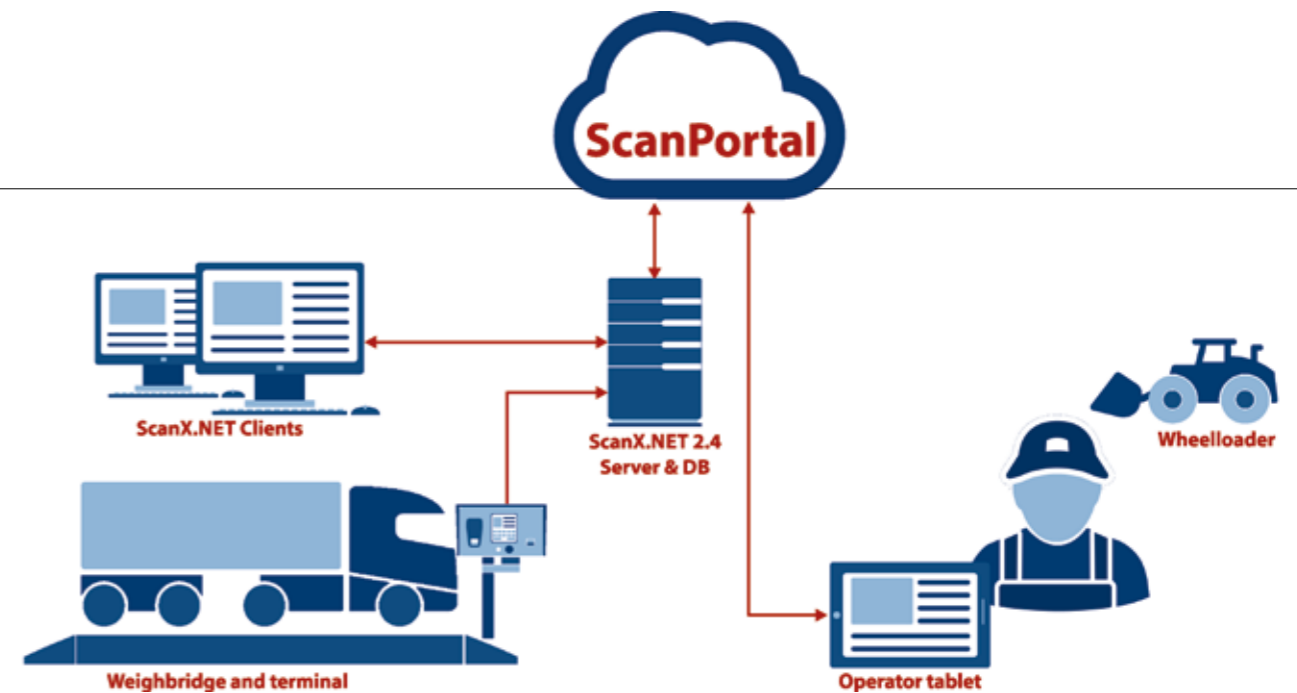 ScanPortal
ScanX.NET Clients
ScanX.NET 2.4
Server & DB
Wheelloader
Weighbridge and terminal
Operator tablet